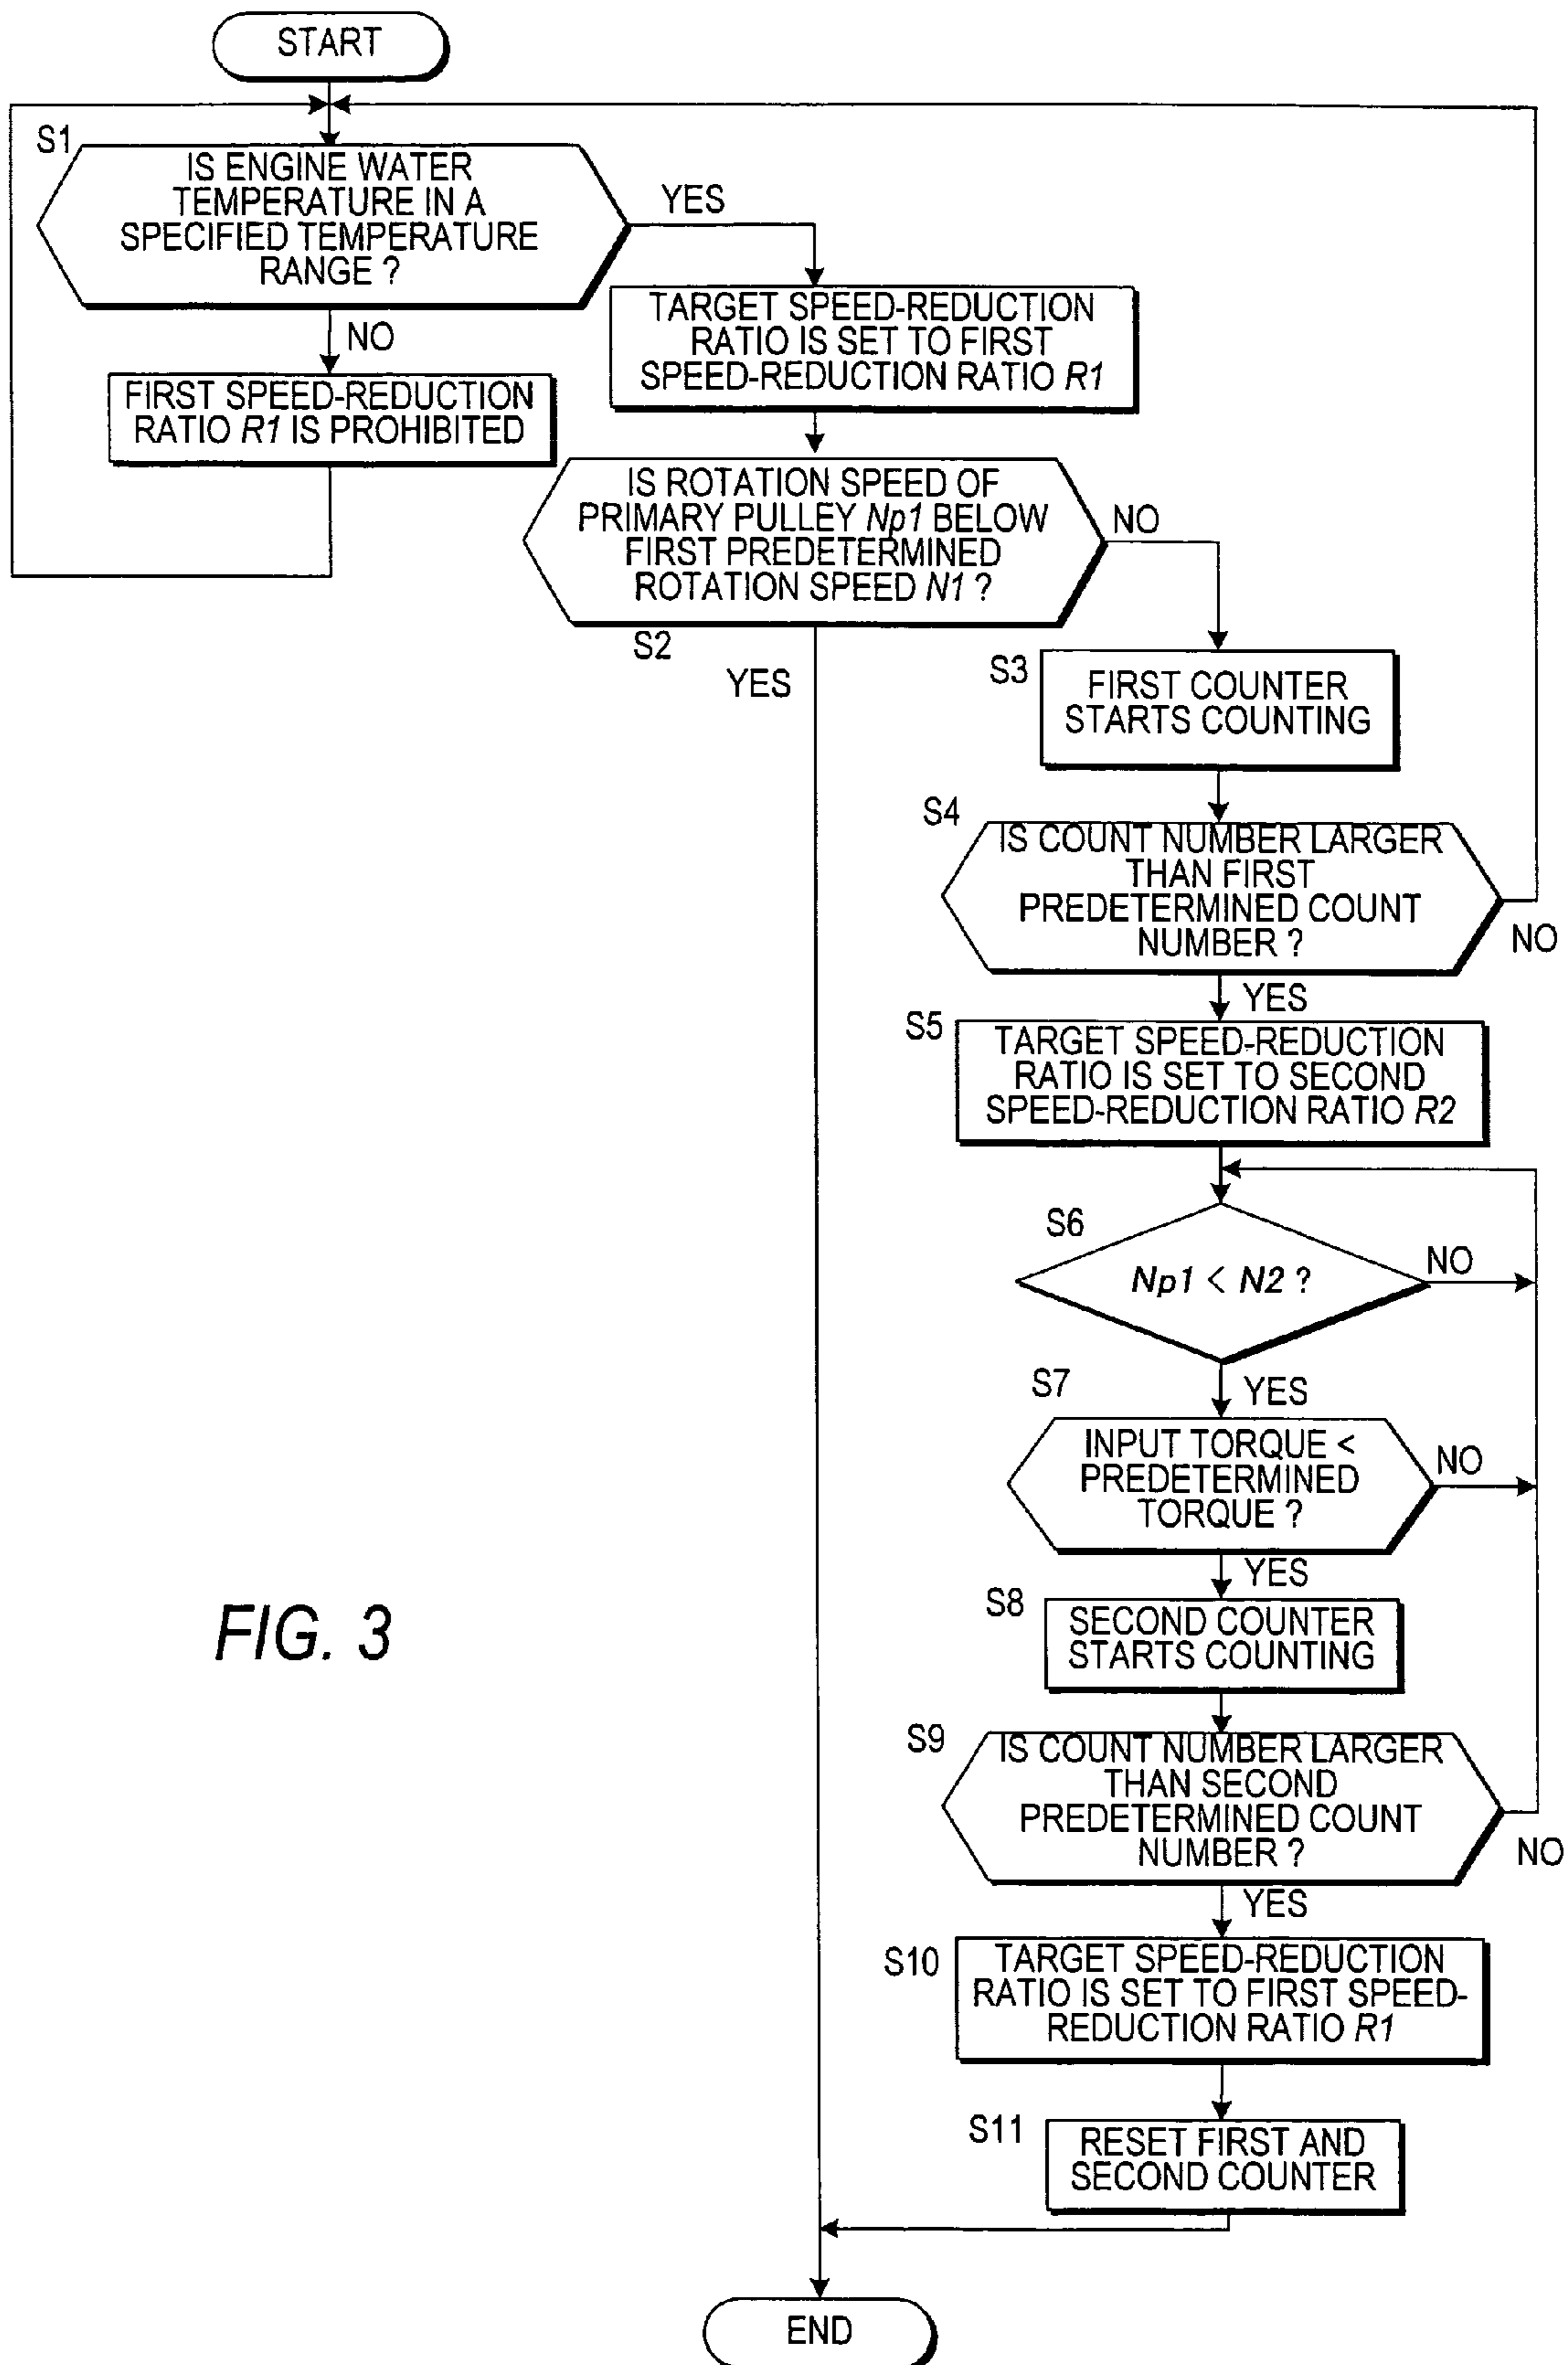 START
S1
IS ENGINE WATER
TEMPERATURE IN A
SPECIFIED TEMPERATURE
RANGE ?
YES
NO
FIRST SPEED-REDUCTION
RATIO R1 IS PROHIBITED
TARGET SPEED-REDUCTION
RATIO IS SET TO FIRST
SPEED-REDUCTION RATIO R1
IS ROTATION SPEED OF
PRIMARY PULLEY Np1 BELOW
FIRST PREDETERMINED
ROTATION SPEED N1 ?
NO
S2
YES
S3
FIRST COUNTER
STARTS COUNTING
S4
IS COUNT NUMBER LARGER
THAN FIRST
PREDETERMINED COUNT
NUMBER ?
NO
YES
S5
TARGET SPEED-REDUCTION
RATIO IS SET TO SECOND
SPEED-REDUCTION RATIO R2
S6
Np1 < N2 ?
NO
YES
S7
INPUT TORQUE <
PREDETERMINED
TORQUE ?
NO
YES
S8
SECOND COUNTER
STARTS COUNTING
S9
IS COUNT NUMBER LARGER
THAN SECOND
PREDETERMINED COUNT
NUMBER ?
NO
YES
S10
TARGET SPEED-REDUCTION
RATIO IS SET TO FIRST SPEED-
REDUCTION RATIO R1
S11
RESET FIRST AND
SECOND COUNTER
END
FIG. 3